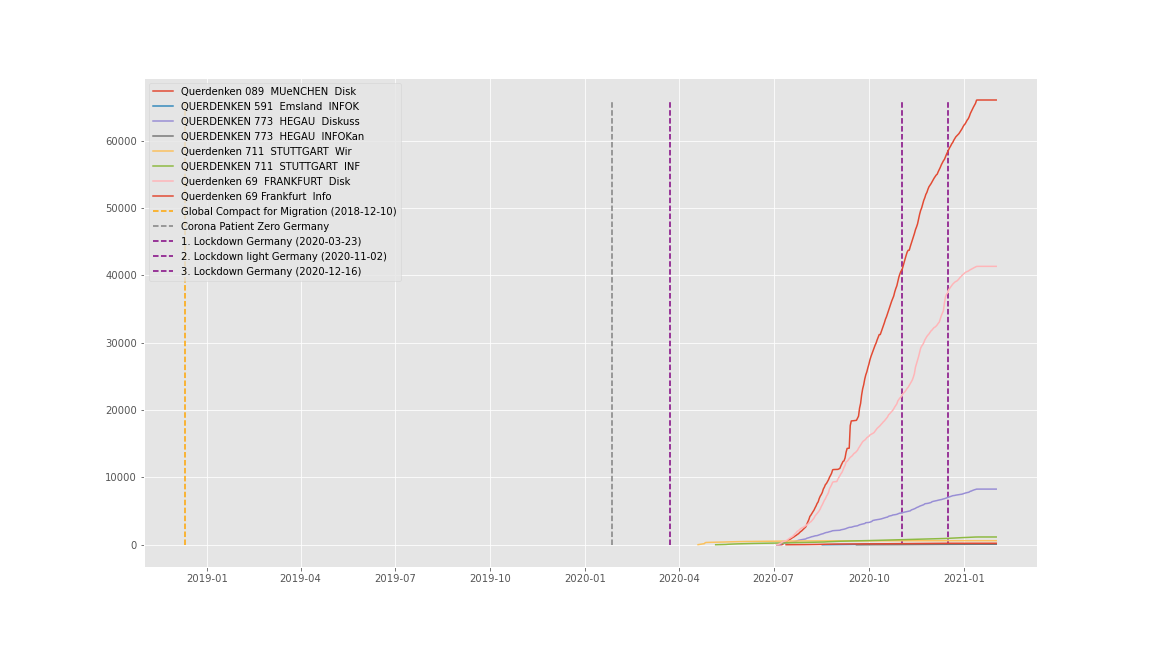 Querdenken 089  MUeNCHEN  Disk
QUERDENKEN 591  Emsland  INFOK
QUERDENKEN 773  HEGAU  Diskuss
QUERDENKEN 773  HEGAU  INFOKan
Querdenken 711  STUTTGART  Wir
QUERDENKEN 711  STUTTGART  INF
Querdenken 69  FRANKFURT  Disk
Querdenken 69 Frankfurt  Info
Global Compact for Migration (2018-12-10)
Corona Patient Zero Germany
1. Lockdown Germany (2020-03-23)
2. Lockdown light Germany (2020-11-02)
3. Lockdown Germany (2020-12-16)
60000
50000
40000
30000
20000
10000
0
2019-01 2019-04 2019-07 2019-10 2020-01 2020-04 2020-07 2020-10 2021-01